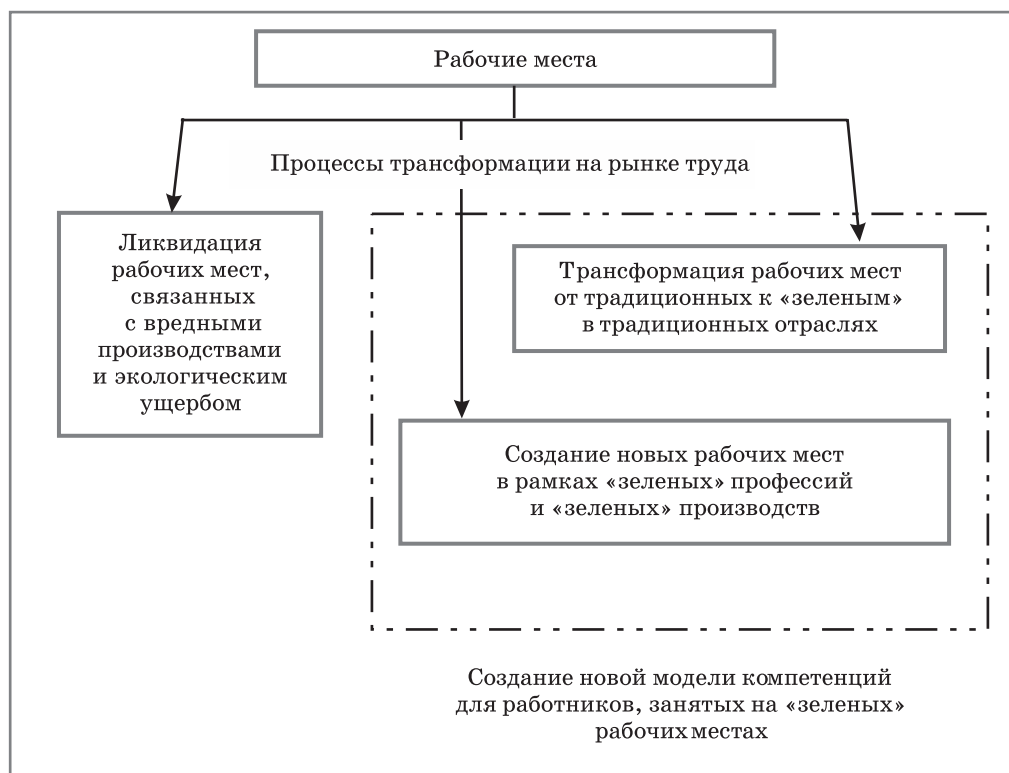 Рабочие места
Процессы трансформации на рынке труда
Ликвидация
рабочих мест,
связанных
с вредными
производствами
и экологическим
ущербом
Трансформация рабочих мест
от традиционных к «зеленым»
в традиционных отраслях
Создание новых рабочих мест
в рамках «зеленых» профессий
и «зеленых» производств
Создание новой модели компетенций
для работников, занятых на «зеленых»
рабочих местах